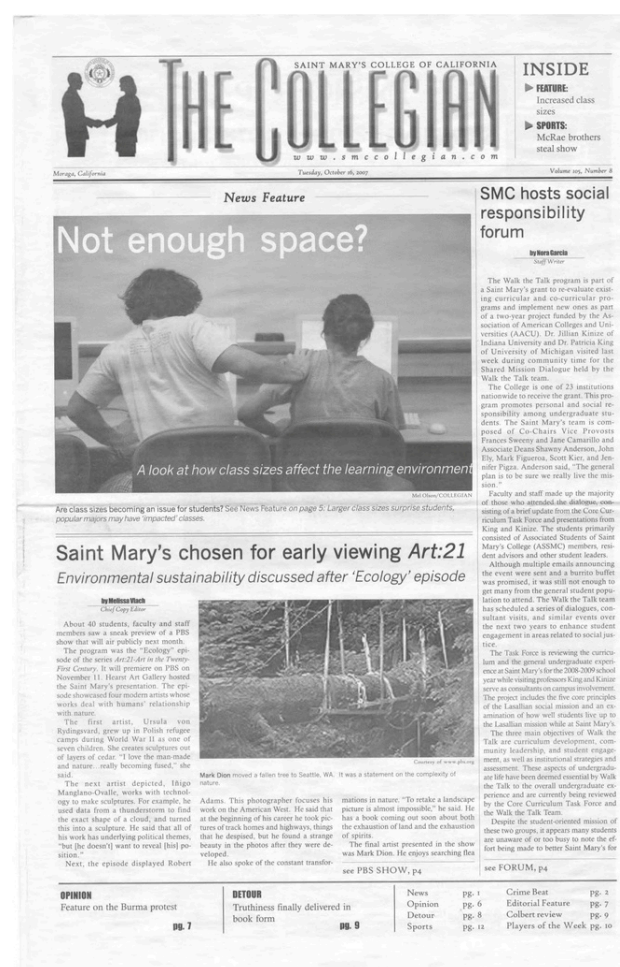 SAINT MARY'S COLLEGE OF CALIFORNIA
THE COLLEGIAN
www.smccollegian.com
INSIDE
FEATURE:
Increased class
sizes
SPORTS:
McRae brothers
steal show
Moraga, California
Tuesday, October 16, 2007
Volume 105, Number 8
News Feature
Not enough space?
A look at how class sizes affect the learning environment
Mel Olson/COLLEGIAN
Are class sizes becoming an issue for students? See News Feature on page 5: Larger class sizes surprise students,
popular majors may have 'impacted' classes.
Saint Mary's chosen for early viewing Art:21
Environmental sustainability discussed after 'Ecology' episode
by Melissa Vlach
Chief Copy Editor
About 40 students, faculty and staff
members saw a sneak preview of a PBS
show that will air publicly next month.
The program was the "Ecology" epi-
sode of the series Art:21-Art in the Twenty-
First Century. It will premiere on PBS on
November 11. Hearst Art Gallery hosted
the Saint Mary's presentation. The epi-
sode showcased four modern artists whose
works deal with humans' relationship
with nature.
The first artist, Ursula von
Rydingsvard, grew up in Polish refugee
camps during World War II as one of
seven children. She creates sculptures out
of layers of cedar. "I love the man-made
and nature...really becoming fused," she
said.
The next artist depicted, Iñigo
Manglano-Ovalle, works with technol-
ogy to make sculptures. For example, he
used data from a thunderstorm to find
the exact shape of a cloud, and turned
this into a sculpture. He said that all of
his work has underlying political themes,
"but [he doesn't] want to reveal [his] po-
sition."
Next, the episode displayed Robert
Courtesy of www.pbs.org
Mark Dion moved a fallen tree to Seattle, WA. It was a statement on the complexity of
nature.
Adams. This photographer focuses his
work on the American West. He said that
at the beginning of his career he took pic-
tures of truck homes and highways, things
that he despised, but he found a strange
beauty in the photos after they were de-
veloped.
He also spoke of the constant transfor-
mations in nature. "To retake a landscape
picture is almost impossible," he said. He
has a book coming out soon about both
the exhaustion of land and the exhaustion
of spirits.
The final artist presented in the show
was Mark Dion. He enjoys searching flea
see PBS SHOW, p4
SMC hosts social
responsibility
forum
by Nora Garcia
Staff Writer
The Walk the Talk program is part of
a Saint Mary's grant to re-evaluate exist-
ing curricular and co-curricular pro-
grams and implement new ones as part
of a two-year project funded by the As-
sociation of American Colleges and Uni-
versities (AACU). Dr. Jillian Kinize of
Indiana University and Dr. Patricia King
of University of Michigan visited last
week during community time for the
Shared Mission Dialogue held by the
Walk the Talk team.
The College is one of 23 institutions
nationwide to receive the grant. This pro-
gram promotes personal and social re-
sponsibility among undergraduate stu-
dents. The Saint Mary's team is com-
posed of Co-Chairs Vice Provosts
Frances Sweeny and Jane Camarillo and
Associate Deans Shawny Anderson, John
Ely, Mark Figueroa, Scott Kier, and Jen-
nifer Pigza. Anderson said, "The general
plan is to be sure we really live the mis-
sion."
Faculty and staff made up the majority
of those who attended the dialogue, con-
sisting of a brief update from the Core Cur-
riculum Task Force and presentations from
King and Kinize. The students primarily
consisted of Associated Students of Saint
Mary's College (ASSMC) members, resi-
dent advisors and other student leaders.
Although multiple emails announcing
the event were sent and a burrito buffet
was promised, it was still not enough to
get many from the general student popu-
lation to attend. The Walk the Talk team
has scheduled a series of dialogues, con-
sultant visits, and similar events over
the next two years to enhance student
engagement in areas related to social jus-
tice.
The Task Force is reviewing the curricu-
lum and the general undergraduate experi-
ence at Saint Mary's for the 2008-2009 school
year while visiting professors King and Kinize
serve as consultants on campus involvement.
The project includes the five core principles
of the Lasallian social mission and an ex-
amination of how well students live up to
the Lasallian mission while at Saint Mary's.
The three main objectives of Walk the
Talk are curriculum development, com-
munity leadership, and student engage-
ment, as well as institutional strategies and
assessment. These aspects of undergradu-
ate life have been deemed essential by Walk
the Talk to the overall undergraduate ex-
perience and are currently being reviewed
by the Core Curriculum Task Force and
the Walk the Talk Team.
Despite the student-oriented mission of
these two groups, it appears many students
are unaware of or too busy to note the ef-
fort being made to better Saint Mary's for
see FORUM, p4
OPINION
Feature on the Burma protest
pg. 7
DETOUR
Truthiness finally delivered in
book form
pg. 9
News pg. 1
Opinion pg. 6
Detour pg. 8
Sports pg. 12
Crime Beat pg. 2
Editorial Feature pg. 7
Colbert review pg. 9
Players of the Week pg. 10